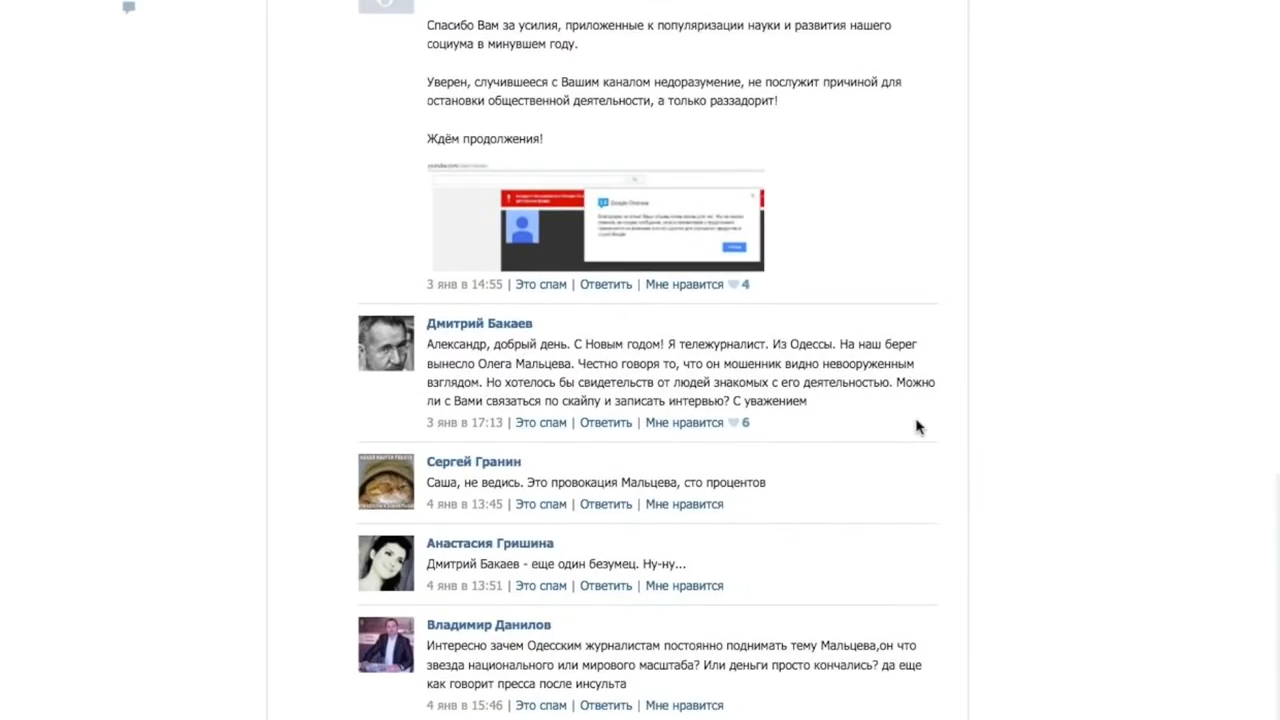 Спасибо Вам за усилия, приложенные к популяризации науки и развития нашего
социума в минувшем году.
Уверен, случившееся с Вашим каналом недоразумение, не послужит причиной для
остановки общественной деятельности, а только раззадорит!
Ждём продолжения!
3 янв в 14:55 | Это спам | Ответить | Мне нравится 4
Дмитрий Бакаев
Александр, добрый день. С Новым годом! Я тележурналист. Из Одессы. На наш берег
вынесло Олега Мальцева. Честно говоря то, что он мошенник видно невооруженным
взглядом. Но хотелось бы свидетельств от людей знакомых с его деятельностью. Можно
ли с Вами связаться по скайпу и записать интервью? С уважением
3 янв в 17:13 | Это спам | Ответить | Мне нравится 6
Сергей Гранин
Саша, не ведись. Это провокация Мальцева, сто процентов
4 янв в 13:45 | Это спам | Ответить | Мне нравится
Анастасия Гришина
Дмитрий Бакаев - еще один безумец. Ну-ну...
4 янв в 13:51 | Это спам | Ответить | Мне нравится
Владимир Данилов
Интересно зачем Одесским журналистам постоянно поднимать тему Мальцева,он что
звезда национального или мирового масштаба? Или деньги просто кончались? да еще
как говорит пресса после инсульта
4 янв в 15:46 | Это спам | Ответить | Мне нравится